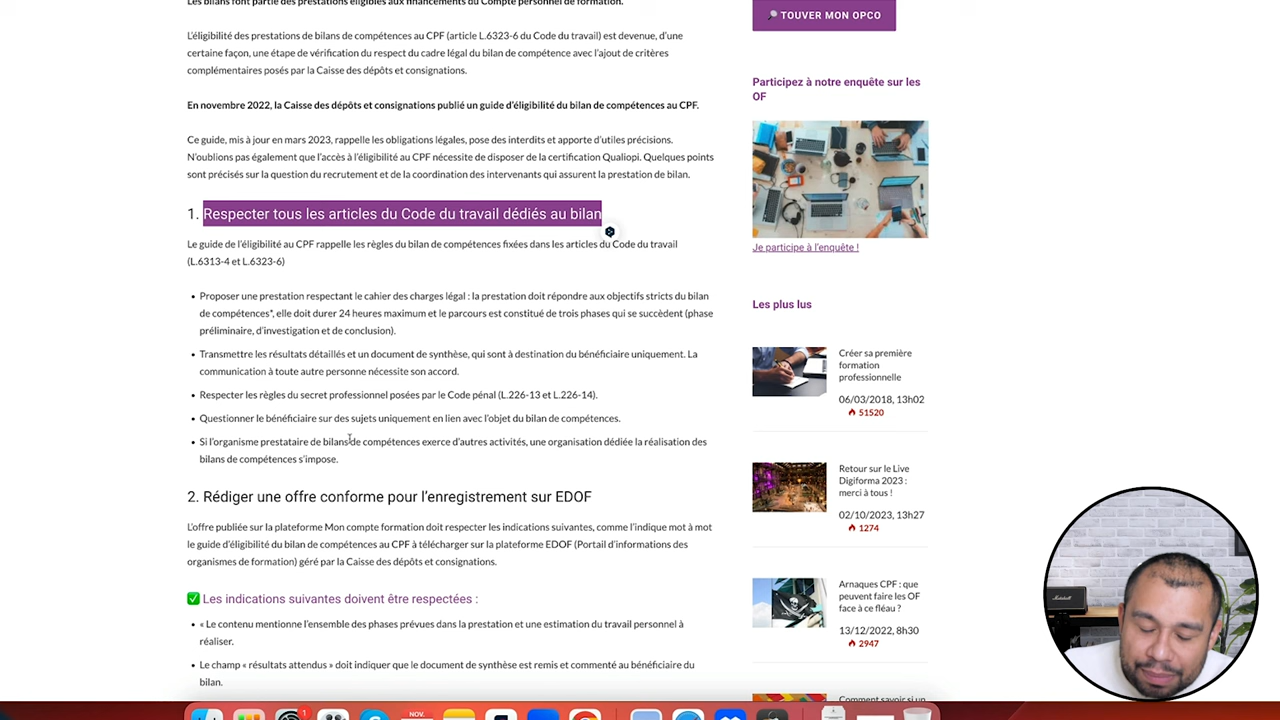 Les bilans font partie des prestations éligibles aux financements du Compte personnel de formation.
L'éligibilité des prestations de bilans de compétences au CPF (article L.6323-6 du Code du travail) est devenue, d'une
certaine façon, une étape de vérification du respect du cadre légal du bilan de compétence avec l'ajout de critères
complémentaires posés par la Caisse des dépôts et consignations.
En novembre 2022, la Caisse des dépôts et consignations publié un guide d'éligibilité du bilan de compétences au CPF.
Ce guide, mis à jour en mars 2023, rappelle les obligations légales, pose des interdits et apporte d'utiles précisions.
N'oublions pas également que l'accès à l'éligibilité au CPF nécessite de disposer de la certification Qualiopi. Quelques points
sont précisés sur la question du recrutement et de la coordination des intervenants qui assurent la prestation de bilan.
1. Respecter tous les articles du Code du travail dédiés au bilan
Le guide de l'éligibilité au CPF rappelle les règles du bilan de compétences fixées dans les articles du Code du travail
(L.6313-4 et L.6323-6)
• Proposer une prestation respectant le cahier des charges légal : la prestation doit répondre aux objectifs stricts du bilan
de compétences*, elle doit durer 24 heures maximum et le parcours est constitué de trois phases qui se succèdent (phase
préliminaire, d'investigation et de conclusion).
• Transmettre les résultats détaillés et un document de synthèse, qui sont à destination du bénéficiaire uniquement. La
communication à toute autre personne nécessite son accord.
• Respecter les règles du secret professionnel posées par le Code pénal (L.226-13 et L.226-14).
• Questionner le bénéficiaire sur des sujets uniquement en lien avec l'objet du bilan de compétences.
• Si l'organisme prestataire de bilans de compétences exerce d'autres activités, une organisation dédiée la réalisation des
bilans de compétences s'impose.
2. Rédiger une offre conforme pour l'enregistrement sur EDOF
L'offre publiée sur la plateforme Mon compte formation doit respecter les indications suivantes, comme l'indique mot à mot
le guide d'éligibilité du bilan de compétences au CPF à télécharger sur la plateforme EDOF (Portail d'informations des
organismes de formation) géré par la Caisse des dépôts et consignations.
✅ Les indications suivantes doivent être respectées :
• « Le contenu mentionne l'ensemble des phases prévues dans la prestation et une estimation du travail personnel à
réaliser.
• Le champ « résultats attendus » doit indiquer que le document de synthèse est remis et commenté au bénéficiaire du
bilan.
🔎 TOUVER MON OPCO
Participez à notre enquête sur les
OF
Je participe à l'enquête !
Les plus lus
Créer sa première
formation
professionnelle
06/03/2018, 13h02
51520
Retour sur le Live
Digiforma 2023 :
merci à tous !
02/10/2023, 13h27
1274
Arnaques CPF : que
peuvent faire les OF
face à ce fléau ?
13/12/2022, 8h30
2947
Comment savoir si un
NOV.
1
Marshall